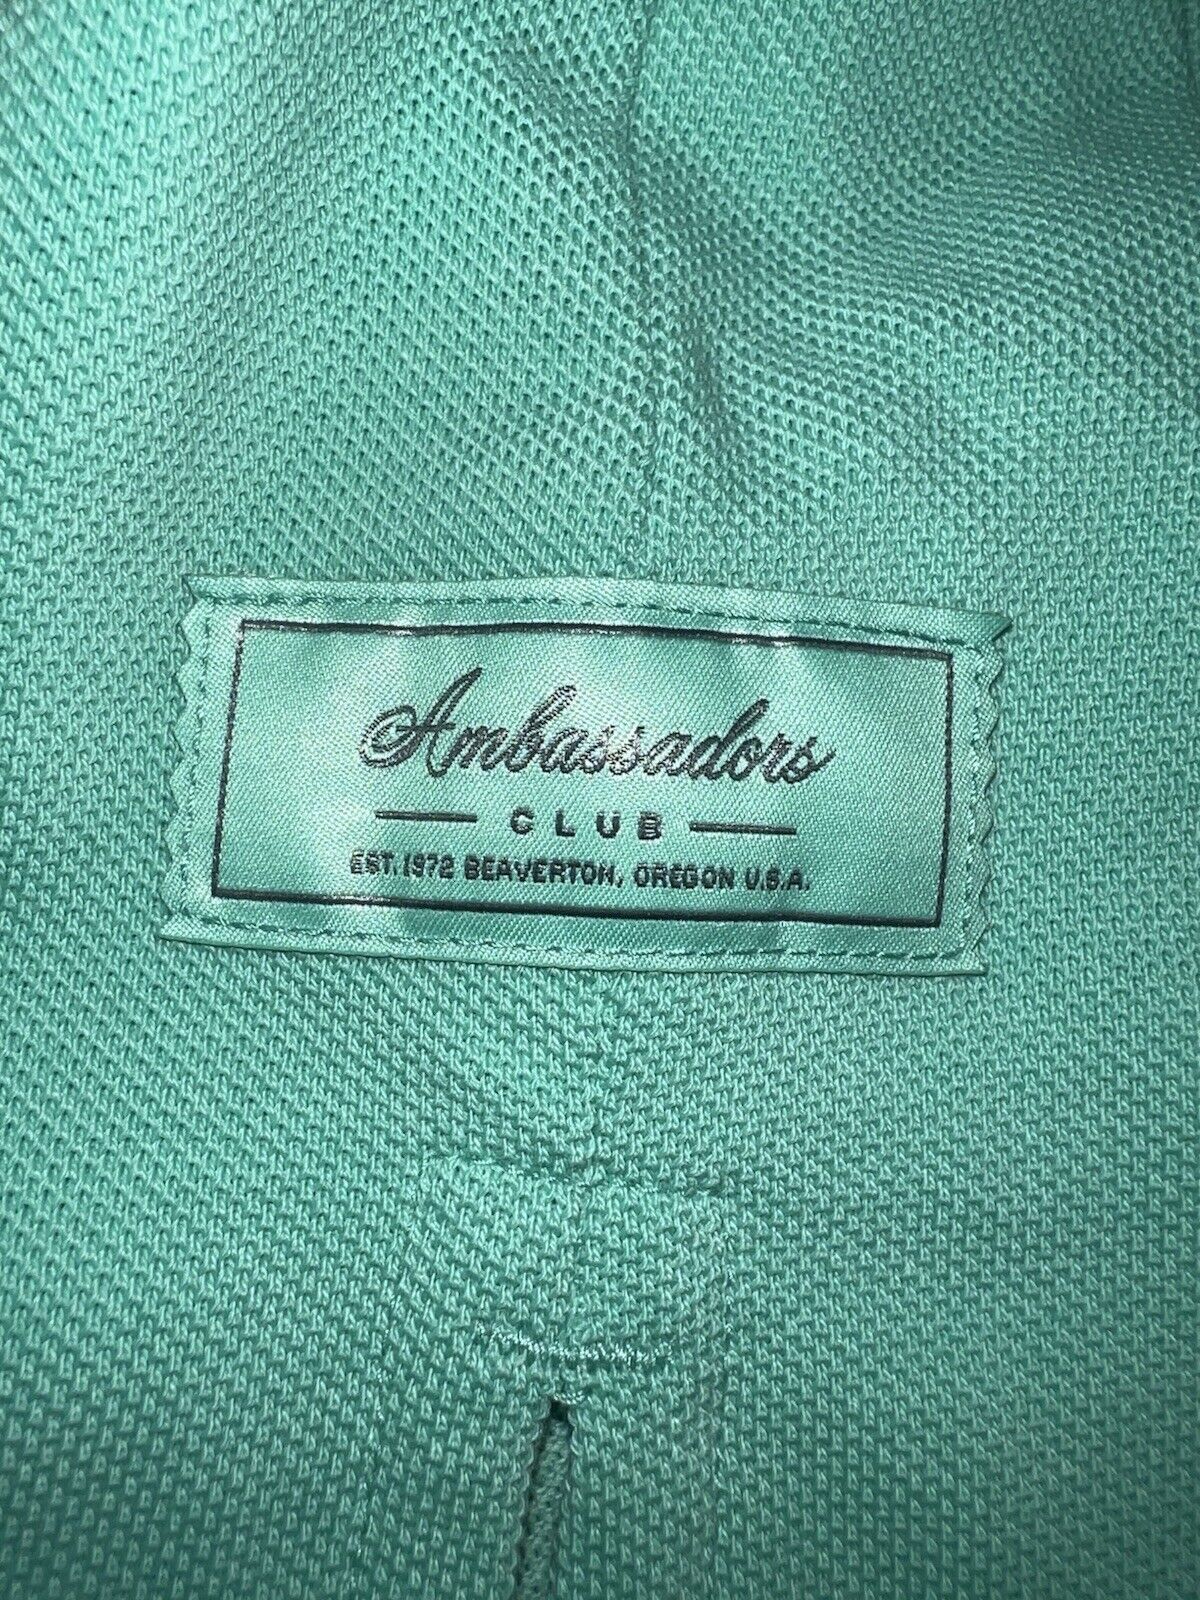 Ambassadors
CLUB
EST. 1972 BEAVERTON, OREGON U.S.A.